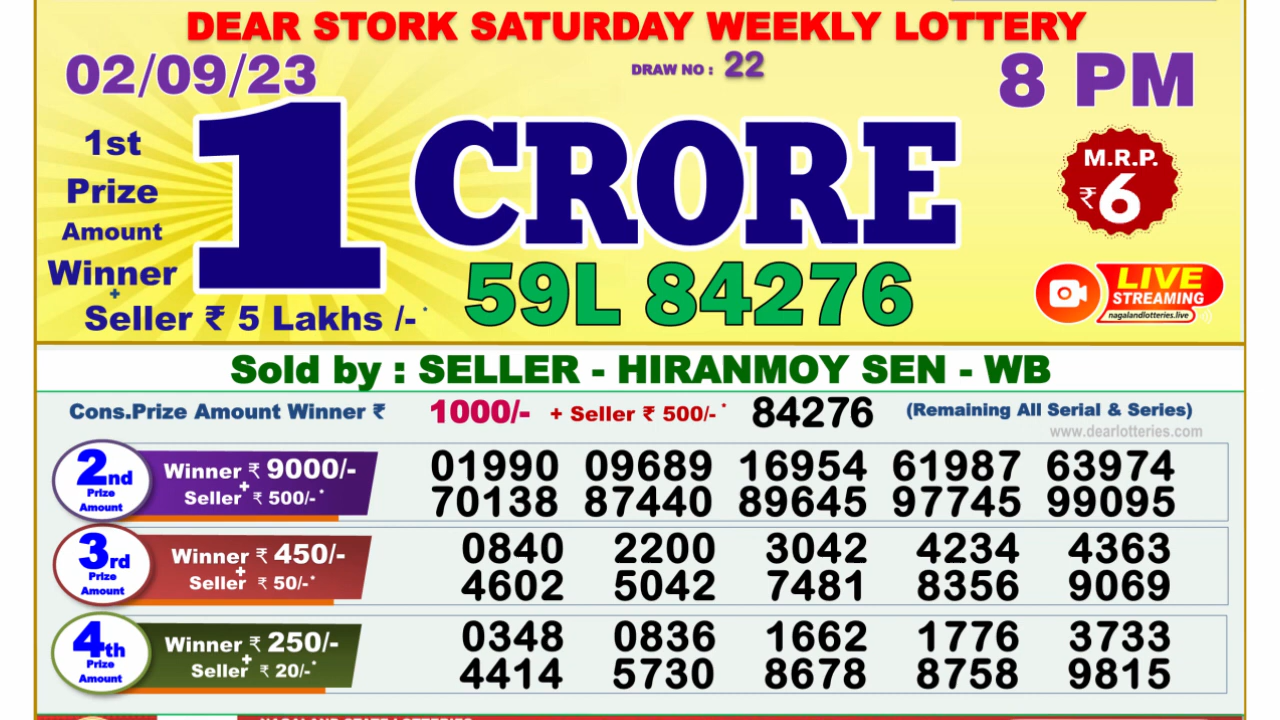 DEAR STORK SATURDAY WEEKLY LOTTERY
02/09/23
DRAW NO : 22
8 PM
1st
Prize
Amount
Winner
+
Seller ₹ 5 Lakhs /-*
1 CRORE
59L 84276
M.R.P.
₹6
LIVE
STREAMING
nagalandlotteries.live
Sold by : SELLER - HIRANMOY SEN - WB
Cons.Prize Amount Winner ₹ 1000/- + Seller ₹ 500/-* 84276 (Remaining All Serial & Series)
www.dearlotteries.com
2nd
Prize
Amount
Winner ₹ 9000/-
+
Seller ₹ 500/-*
01990 09689 16954 61987 63974
70138 87440 89645 97745 99095
3rd
Prize
Amount
Winner ₹ 450/-
+
Seller ₹ 50/-*
0840 2200 3042 4234 4363
4602 5042 7481 8356 9069
4th
Prize
Amount
Winner ₹ 250/-
+
Seller ₹ 20/-*
0348 0836 1662 1776 3733
4414 5730 8678 8758 9815